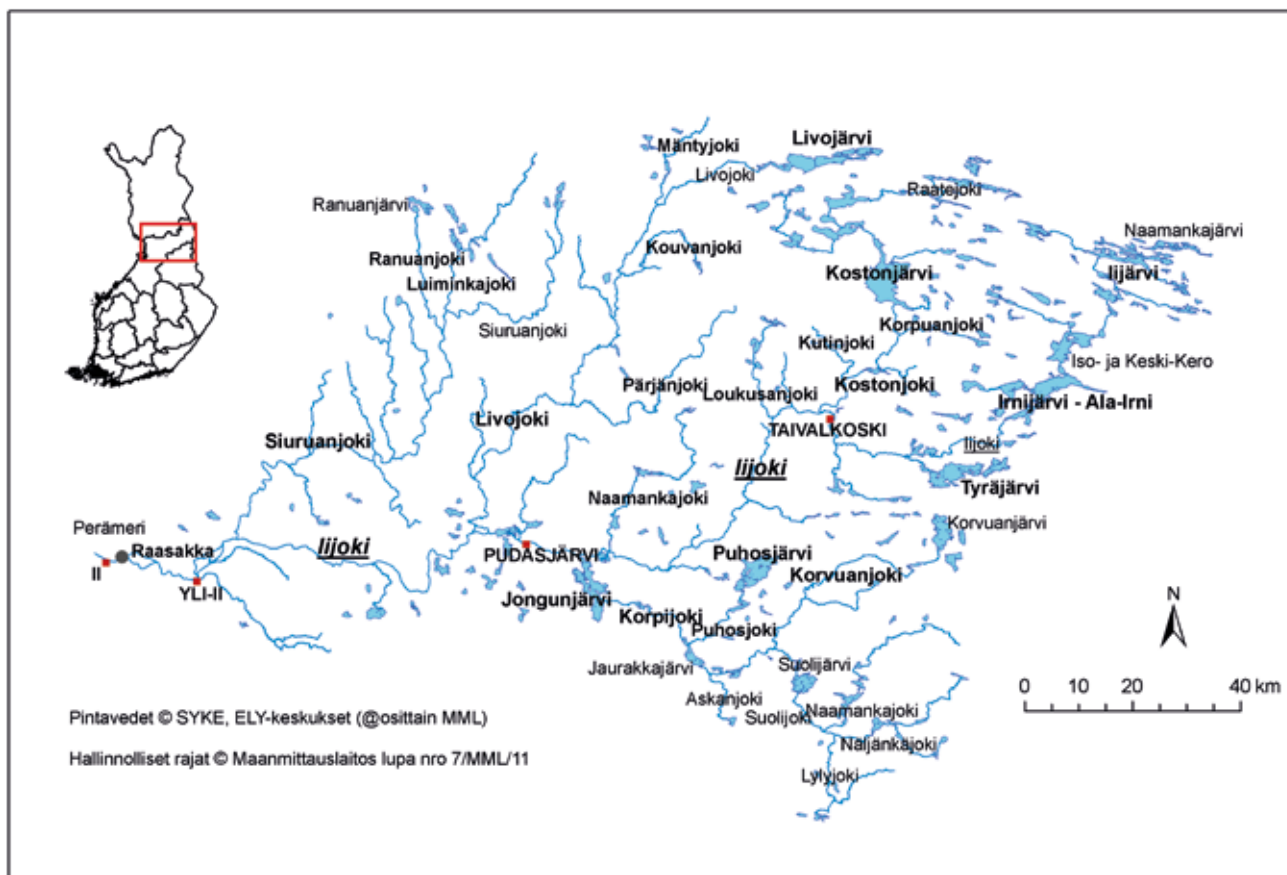 Mäntyjoki
Livojärvi
Livojoki
Raatejoki
Ranuanjärvi
Naamankajärvi
Kouvanjoki
Ranuanjoki
Iijärvi
Luiminkajoki
Kostonjärvi
Siuruanjoki
Korpuanjoki
Kutinjoki
Iso- ja Keski-Kero
Pärjänjoki
Kostonjoki
Loukusanjoki
Irnijärvi - Ala-Irni
Livojoki
TAIVALKOSKI
Siuruanjoki
Iijoki
Iijoki
Tyräjärvi
Naamankajoki
Korvuanjärvi
Perämeri
Raasakka
Iijoki
PUDASJÄRVI
Puhosjärvi
II
Korvuanjoki
YLI-II
Jongunjärvi
N
Korpijoki
Puhosjoki
Jaurakkajärvi
Suolijärvi
0 10 20 40 km
Askanjoki
Naamankajoki
Suolijoki
Pintavedet © SYKE, ELY-keskukset (@osittain MML)
Naljänkäjoki
Hallinnolliset rajat © Maanmittauslaitos lupa nro 7/MML/11
Lylyjoki